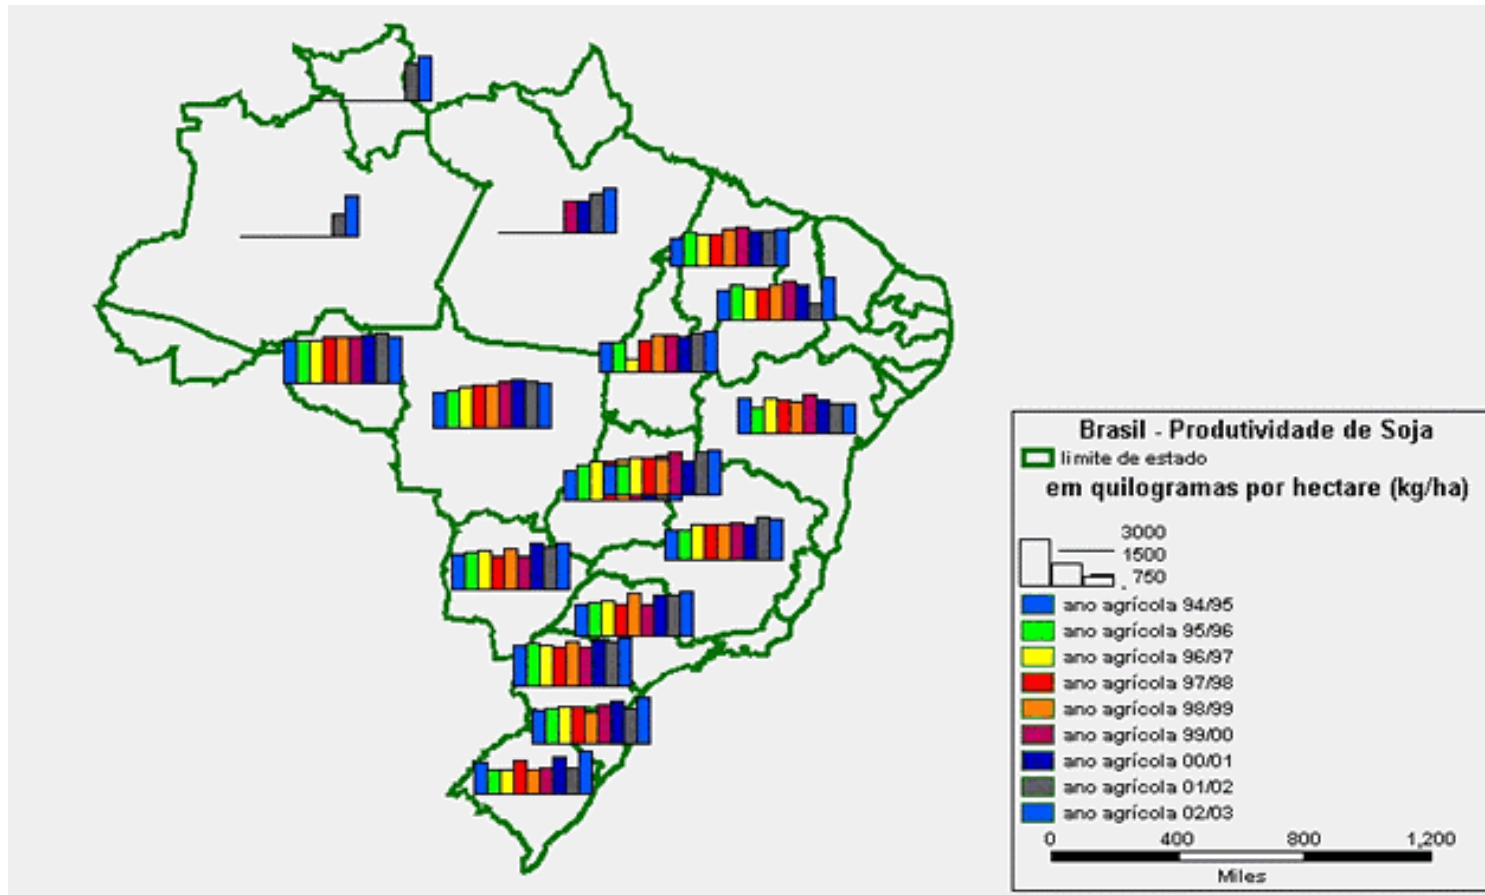 Brasil - Produtividade de Soja
limite de estado
em quilogramas por hectare (kg/ha)
3000
1500
750
ano agrícola 94/95
ano agrícola 95/96
ano agrícola 96/97
ano agrícola 97/98
ano agrícola 98/99
ano agrícola 99/00
ano agrícola 00/01
ano agrícola 01/02
ano agrícola 02/03
0 400 800 1,200
Miles